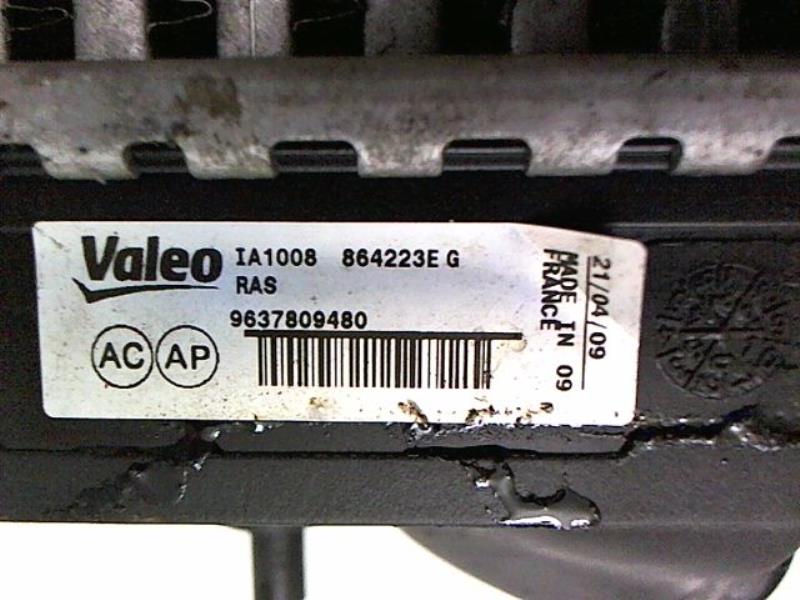 Valeo IA1008 864223E G
RAS
9637809480
AC AP
MADE IN
FRANCE 09
21/04/09